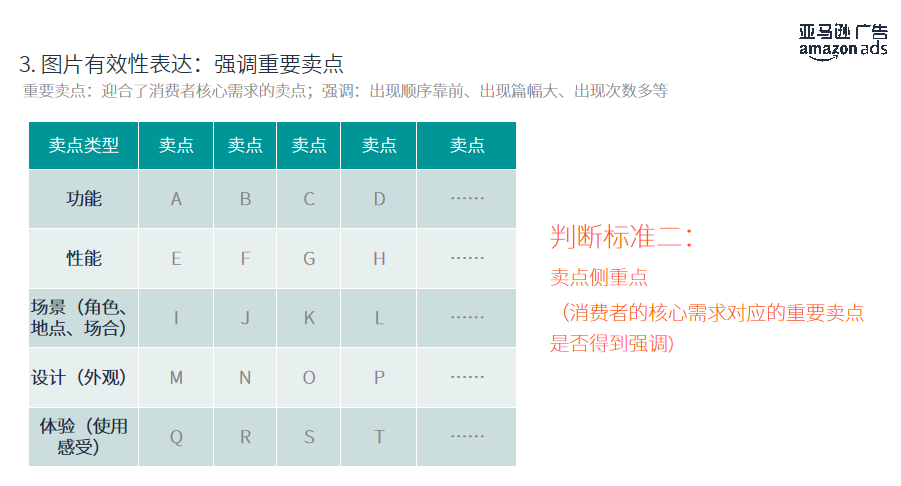 亚马逊广告
amazon ads
3. 图片有效性表达：强调重要卖点
重要卖点：迎合了消费者核心需求的卖点；强调：出现顺序靠前、出现篇幅大、出现次数多等
卖点类型 卖点 卖点 卖点 卖点 卖点
功能 A B C D ……
性能 E F G H ……
场景（角色、
地点、场合） I J K L ……
设计（外观） M N O P ……
体验（使用
感受） Q R S T ……
判断标准二：
卖点侧重点
（消费者的核心需求对应的重要卖点
是否得到强调）